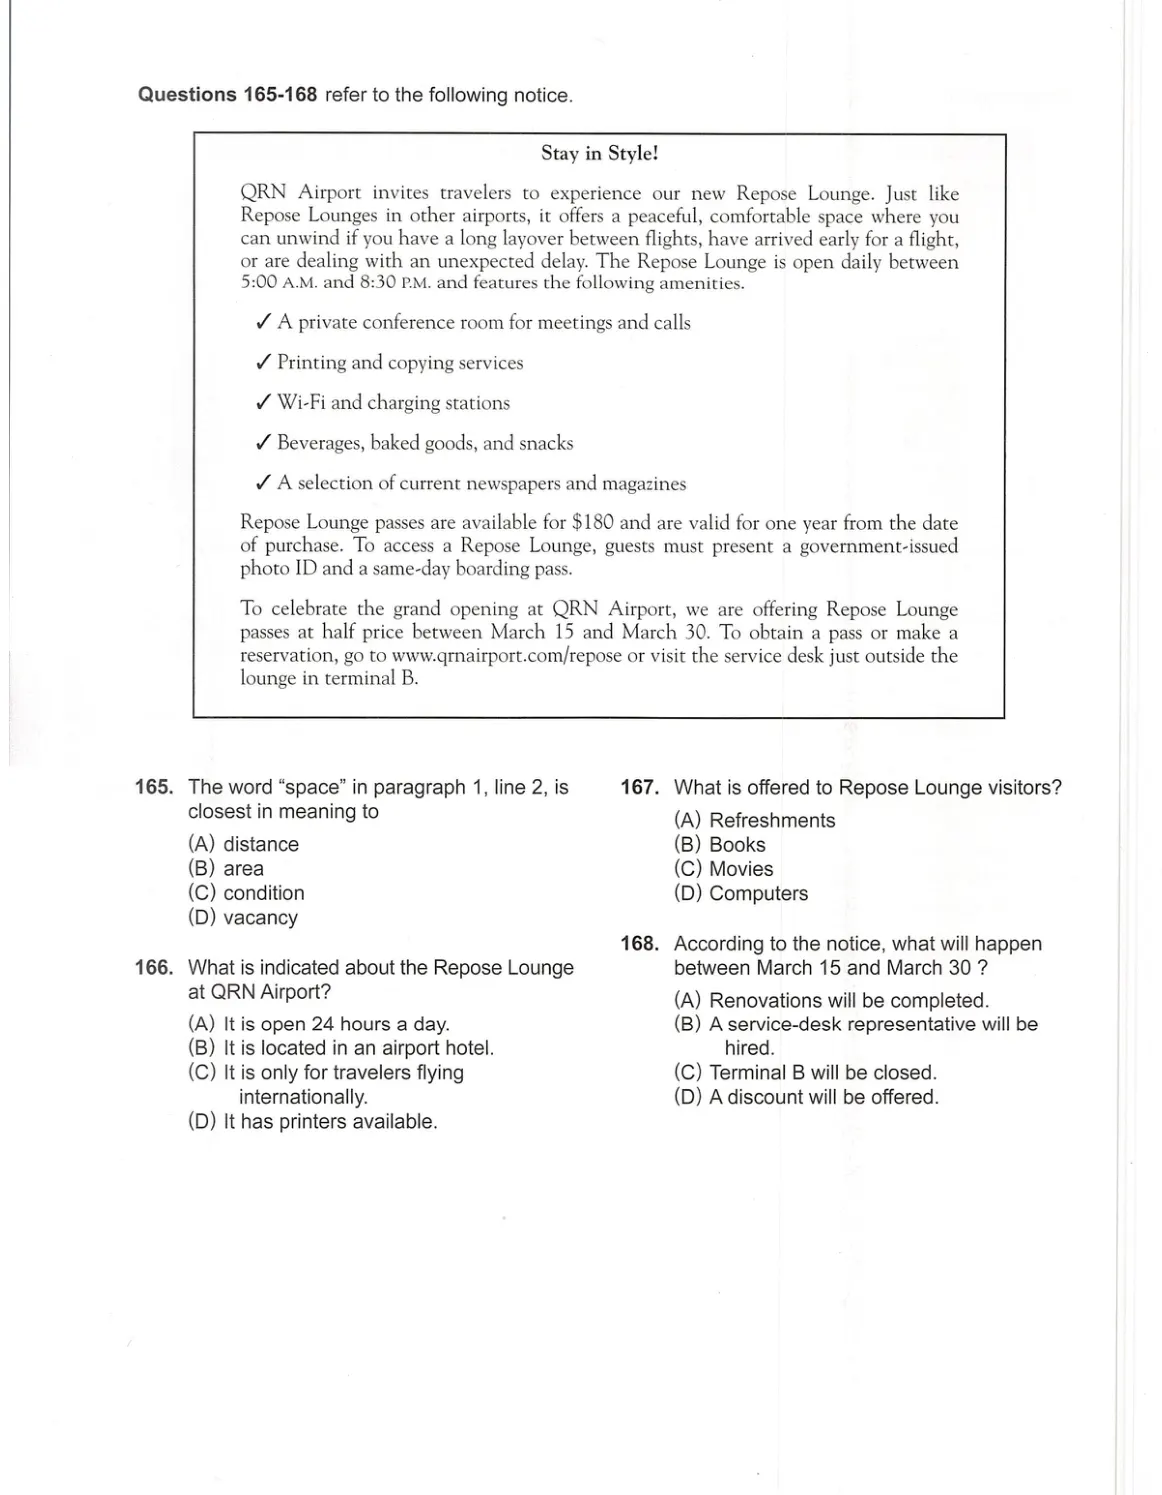 Questions 165-168 refer to the following notice.
Stay in Style!
QRN Airport invites travelers to experience our new Repose Lounge. Just like
Repose Lounges in other airports, it offers a peaceful, comfortable space where you
can unwind if you have a long layover between flights, have arrived early for a flight,
or are dealing with an unexpected delay. The Repose Lounge is open daily between
5:00 A.M. and 8:30 P.M. and features the following amenities.
✓ A private conference room for meetings and calls
✓ Printing and copying services
✓ Wi-Fi and charging stations
✓ Beverages, baked goods, and snacks
✓ A selection of current newspapers and magazines
Repose Lounge passes are available for $180 and are valid for one year from the date
of purchase. To access a Repose Lounge, guests must present a government-issued
photo ID and a same-day boarding pass.
To celebrate the grand opening at QRN Airport, we are offering Repose Lounge
passes at half price between March 15 and March 30. To obtain a pass or make a
reservation, go to www.qrnairport.com/repose or visit the service desk just outside the
lounge in terminal B.
165. The word “space” in paragraph 1, line 2, is
closest in meaning to
(A) distance
(B) area
(C) condition
(D) vacancy
166. What is indicated about the Repose Lounge
at QRN Airport?
(A) It is open 24 hours a day.
(B) It is located in an airport hotel.
(C) It is only for travelers flying
internationally.
(D) It has printers available.
167. What is offered to Repose Lounge visitors?
(A) Refreshments
(B) Books
(C) Movies
(D) Computers
168. According to the notice, what will happen
between March 15 and March 30 ?
(A) Renovations will be completed.
(B) A service-desk representative will be
hired.
(C) Terminal B will be closed.
(D) A discount will be offered.